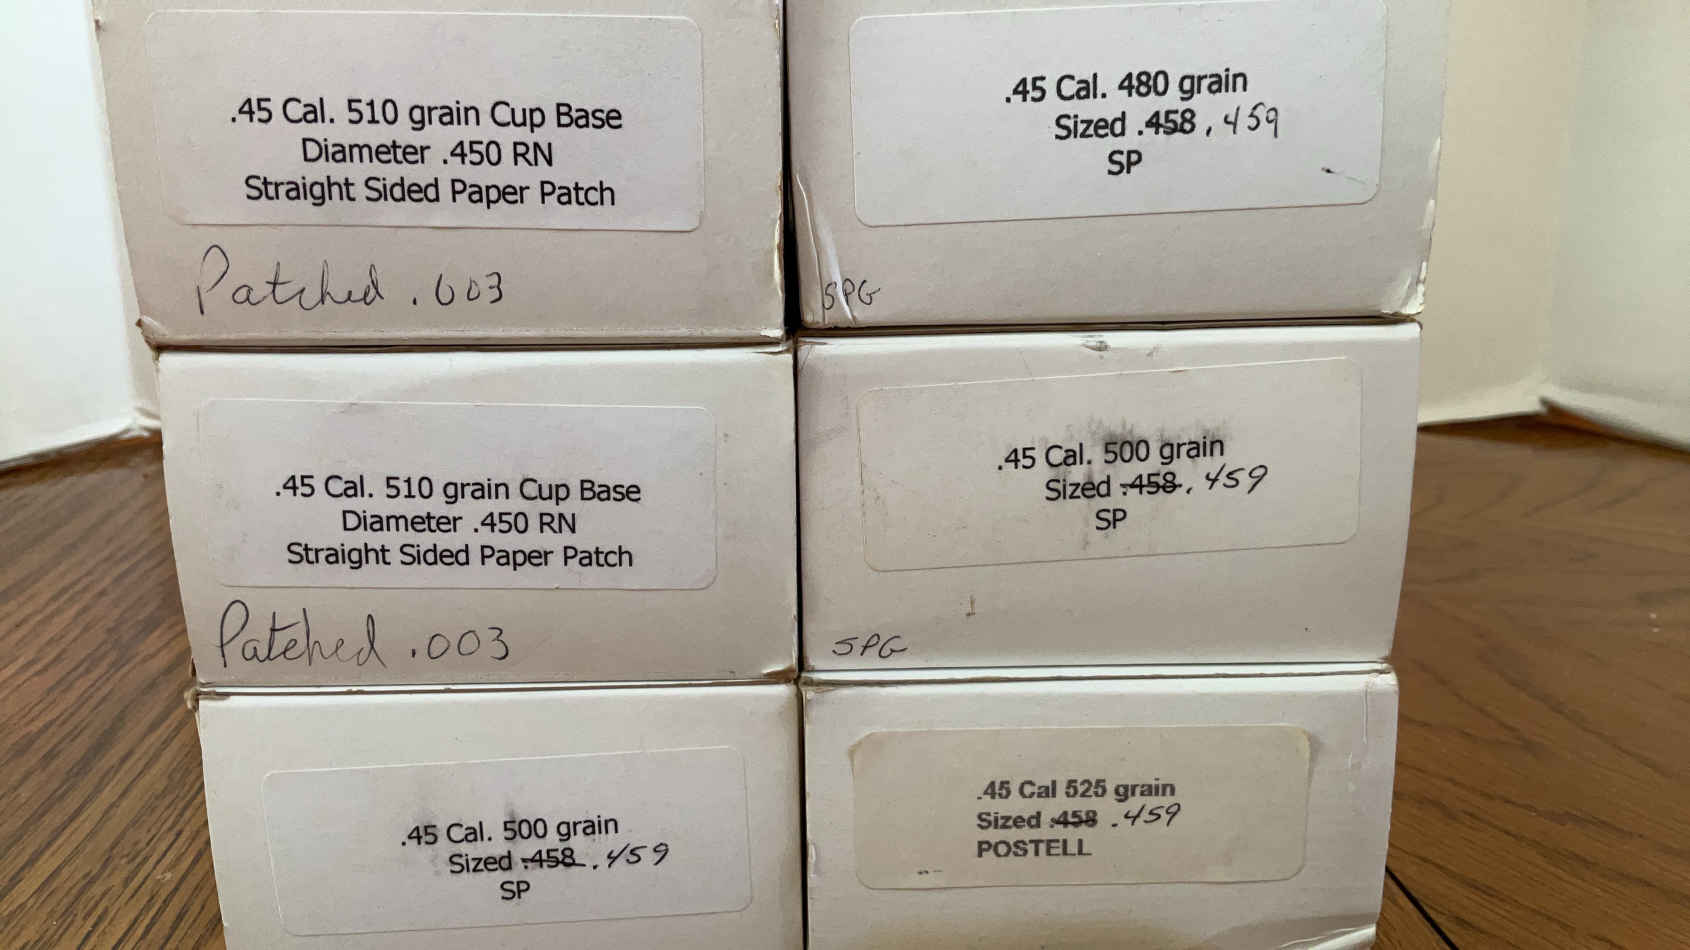 .45 Cal. 510 grain Cup Base
Diameter .450 RN
Straight Sided Paper Patch
Patched .003
.45 Cal. 480 grain
Sized .458, .459
SP
SPG
.45 Cal. 510 grain Cup Base
Diameter .450 RN
Straight Sided Paper Patch
Patched .003
.45 Cal. 500 grain
Sized .458 .459
SP
SPG
.45 Cal. 500 grain
Sized .458 .459
SP
.45 Cal 525 grain
Sized .458 .459
POSTELL